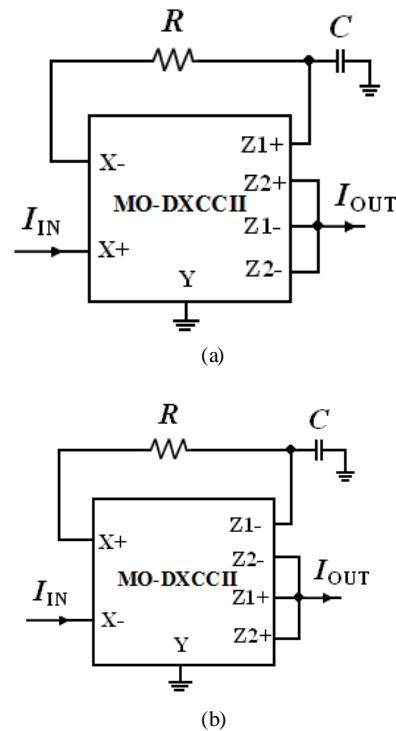 R
C
X-
Z1+
Z2+
MO-DXCCII
I_IN
I_OUT
Z1-
X+
Z2-
Y
(a)
R
C
Z1-
X+
Z2-
MO-DXCCII
I_IN
I_OUT
Z1+
X-
Z2+
Y
(b)